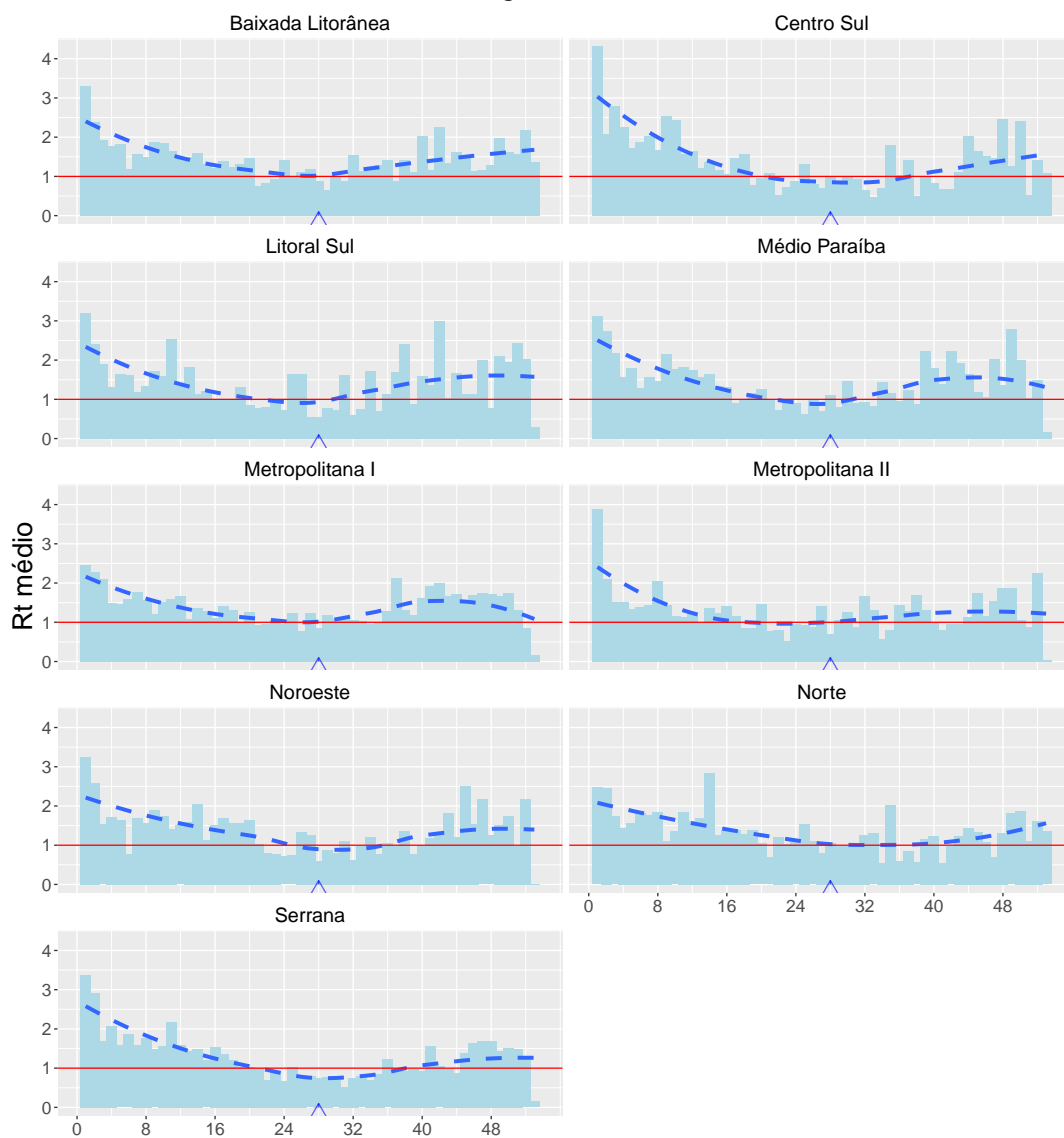 Baixada Litorânea
Centro Sul
4
3
2
1
0
Litoral Sul
Médio Paraíba
4
3
2
1
0
Metropolitana I
Metropolitana II
4
3
2
1
0
Rt médio
Noroeste
Norte
4
3
2
1
0
0 8 16 24 32 40 48
Serrana
4
3
2
1
0
0 8 16 24 32 40 48